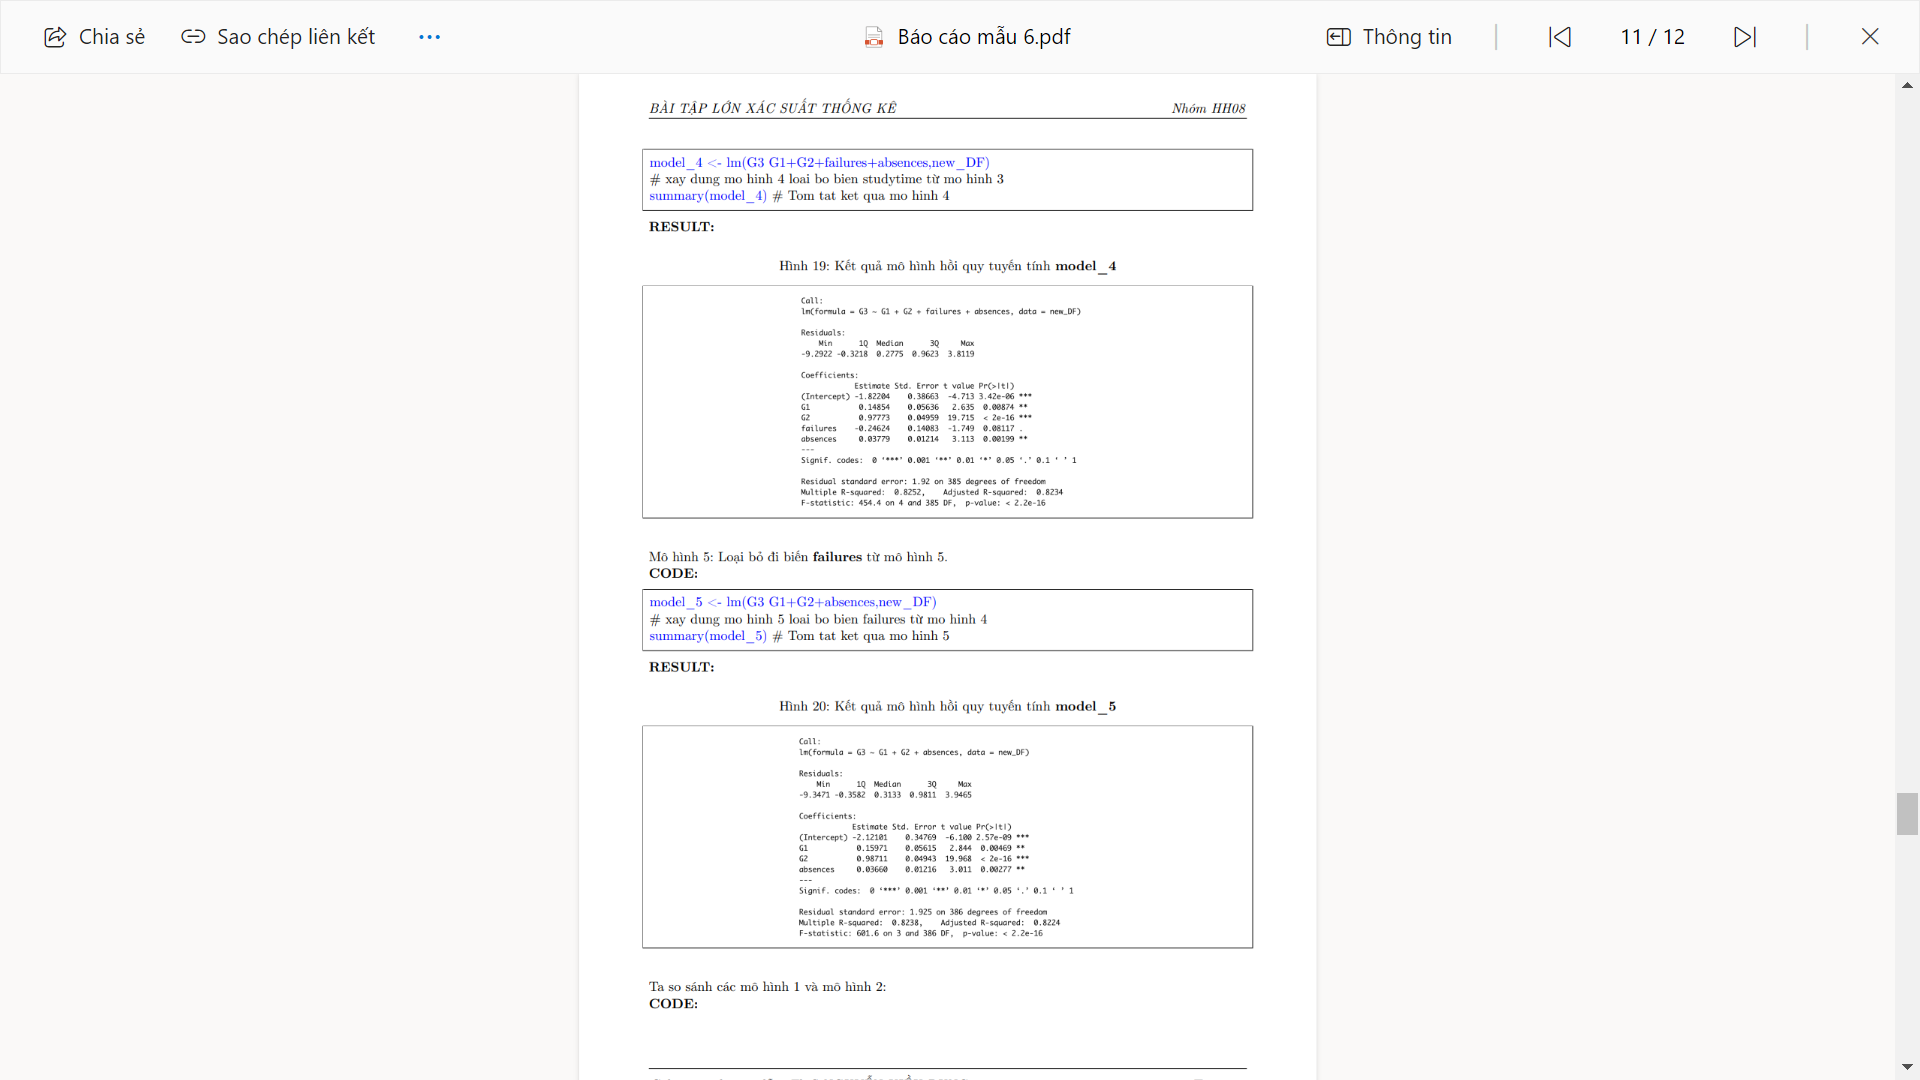 Chia sẻ Sao chép liên kết ... Báo cáo mẫu 6.pdf Thông tin 11 / 12
BÀI TẬP LỚN XÁC SUẤT THỐNG KÊ Nhóm HH08
model_4 <- lm(G3 G1+G2+failures+absences,new_DF)
# xay dung mo hinh 4 loai bo bien studytime từ mo hinh 3
summary(model_4) # Tom tat ket qua mo hinh 4
RESULT:
Hình 19: Kết quả mô hình hồi quy tuyến tính model_4
Call:
lm(formula = G3 ~ G1 + G2 + failures + absences, data = new_DF)
Residuals:
Min 1Q Median 3Q Max
-9.2922 -0.3218 0.2775 0.9623 3.8119
Coefficients:
Estimate Std. Error t value Pr(>|t|)
(Intercept) -1.82204 0.38663 -4.713 3.42e-06 ***
G1 0.14854 0.05636 2.635 0.00874 **
G2 0.97773 0.04959 19.715 < 2e-16 ***
failures -0.24624 0.14083 -1.749 0.08117 .
absences 0.03779 0.01214 3.113 0.00199 **
---
Signif. codes: 0 ‘***’ 0.001 ‘**’ 0.01 ‘*’ 0.05 ‘.’ 0.1 ‘ ’ 1
Residual standard error: 1.92 on 385 degrees of freedom
Multiple R-squared: 0.8252, Adjusted R-squared: 0.8234
F-statistic: 454.4 on 4 and 385 DF, p-value: < 2.2e-16
Mô hình 5: Loại bỏ đi biến failures từ mô hình 5.
CODE:
model_5 <- lm(G3 G1+G2+absences,new_DF)
# xay dung mo hinh 5 loai bo bien failures từ mo hinh 4
summary(model_5) # Tom tat ket qua mo hinh 5
RESULT:
Hình 20: Kết quả mô hình hồi quy tuyến tính model_5
Call:
lm(formula = G3 ~ G1 + G2 + absences, data = new_DF)
Residuals:
Min 1Q Median 3Q Max
-9.3471 -0.3582 0.3133 0.9811 3.9465
Coefficients:
Estimate Std. Error t value Pr(>|t|)
(Intercept) -2.12101 0.34769 -6.100 2.57e-09 ***
G1 0.15971 0.05615 2.844 0.00469 **
G2 0.98711 0.04943 19.968 < 2e-16 ***
absences 0.03660 0.01216 3.011 0.00277 **
---
Signif. codes: 0 ‘***’ 0.001 ‘**’ 0.01 ‘*’ 0.05 ‘.’ 0.1 ‘ ’ 1
Residual standard error: 1.925 on 386 degrees of freedom
Multiple R-squared: 0.8238, Adjusted R-squared: 0.8224
F-statistic: 601.6 on 3 and 386 DF, p-value: < 2.2e-16
Ta so sánh các mô hình 1 và mô hình 2:
CODE: